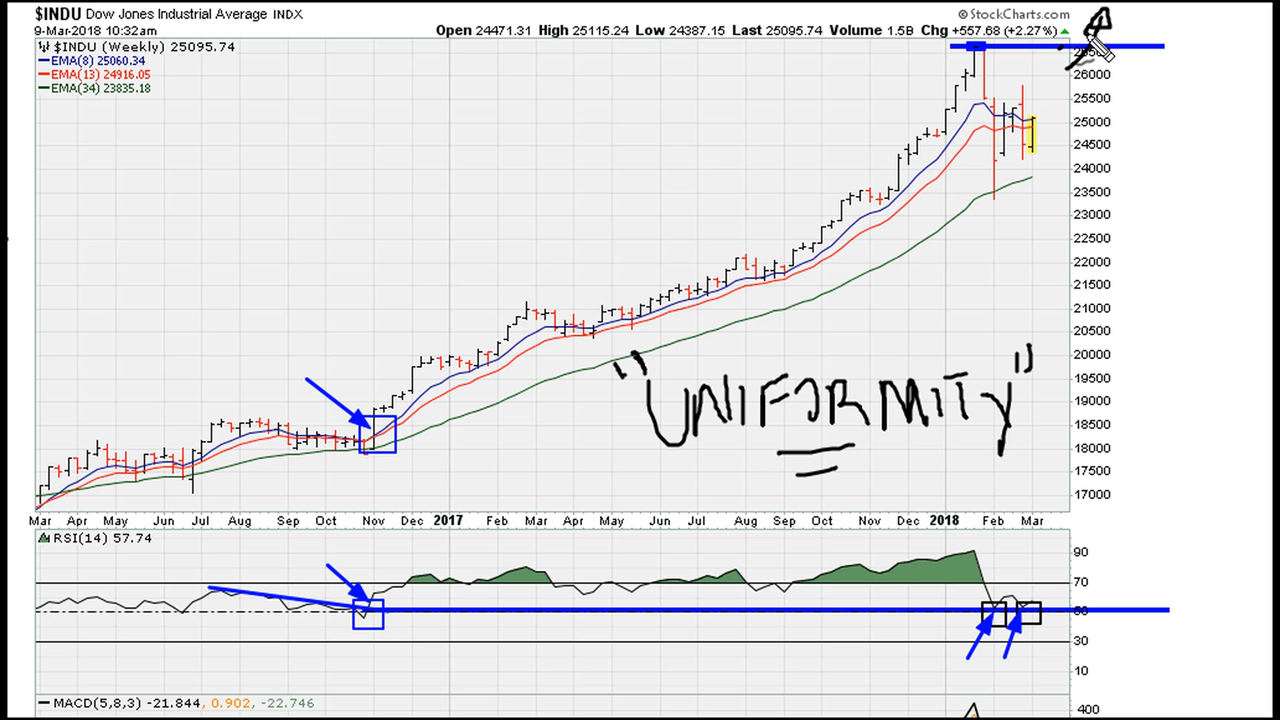 $INDU Dow Jones Industrial Average INDX © StockCharts.com
9-Mar-2018 10:32am Open 24471.31 High 25115.24 Low 24387.15 Last 25095.74 Volume 1.5B Chg +557.68 (+2.27%)
$INDU (Weekly) 25095.74
EMA(8) 25060.34
EMA(13) 24916.05
EMA(34) 23835.18
26000
25500
25000
24500
24000
23500
23000
22500
22000
21500
21000
20500
20000
19500
19000
18500
18000
17500
17000
"UNIFORMITY"
Mar Apr May Jun Jul Aug Sep Oct Nov Dec 2017 Feb Mar Apr May Jun Jul Aug Sep Oct Nov Dec 2018 Feb Mar
RSI(14) 57.74
90
70
50
30
10
MACD(5,8,3) -21.844, 0.902, -22.746
400